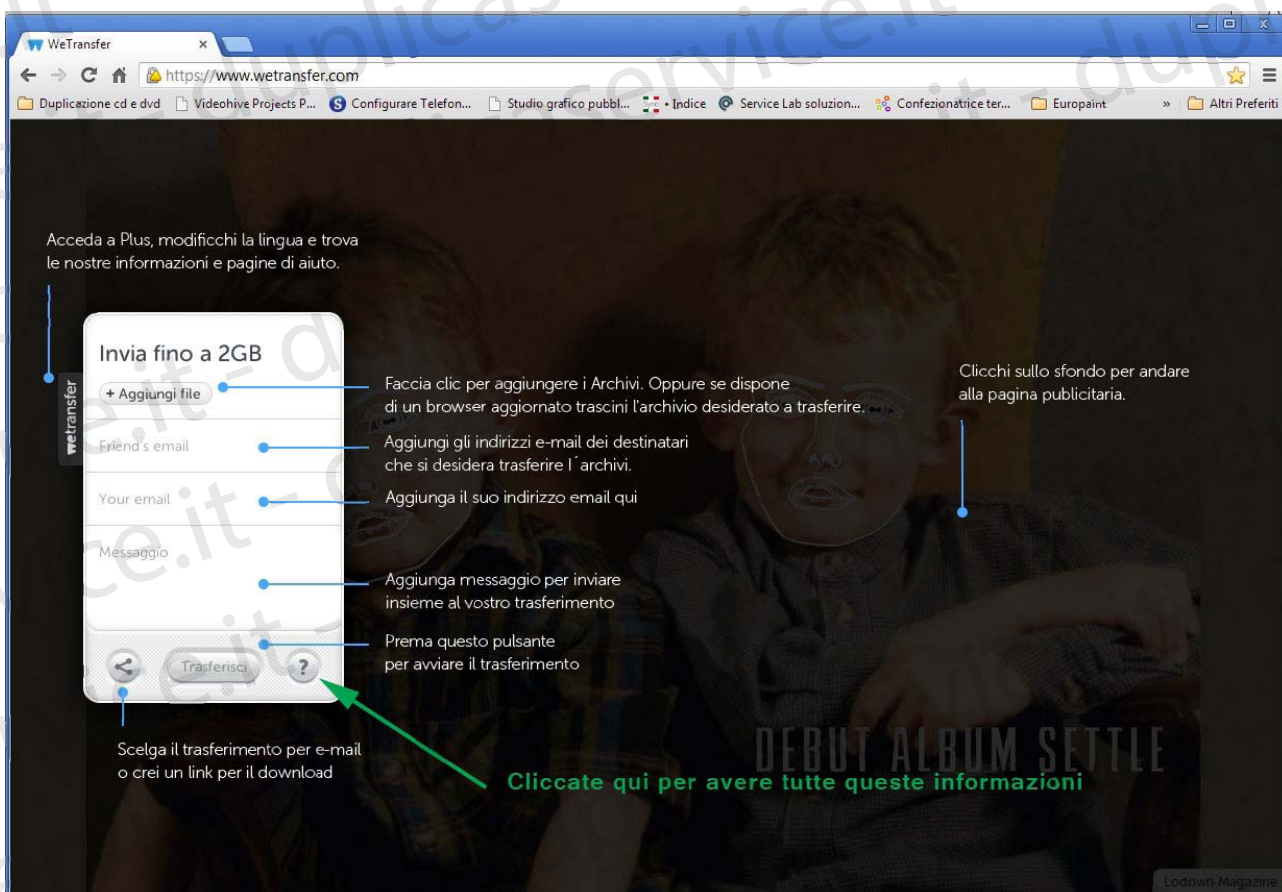 WeTransfer
https://www.wetransfer.com
Duplicazione cd e dvd Videohive Projects P... Configurare Telefon... Studio grafico pubbl... • Indice Service Lab soluzion... Confezionatrice ter... Europaint » Altri Preferiti
Acceda a Plus, modificchi la lingua e trova
le nostre informazioni e pagine di aiuto.
wetransfer
Invia fino a 2GB
+ Aggiungi file
Friend's email
Your email
Messaggio
Trasferisci
?
Faccia clic per aggiungere i Archivi. Oppure se dispone
di un browser aggiornato trascini l'archivio desiderato a trasferire.
Aggiungi gli indirizzi e-mail dei destinatari
che si desidera trasferire l´archivi.
Aggiunga il suo indirizzo email qui
Aggiunga messaggio per inviare
insieme al vostro trasferimento
Prema questo pulsante
per avviare il trasferimento
Clicchi sullo sfondo per andare
alla pagina publicitaria.
Scelga il trasferimento per e-mail
o crei un link per il download
DEBUT ALBUM SETTLE
Cliccate qui per avere tutte queste informazioni
Lodown Magazine
duplicaservice.it - duplicaservice.it